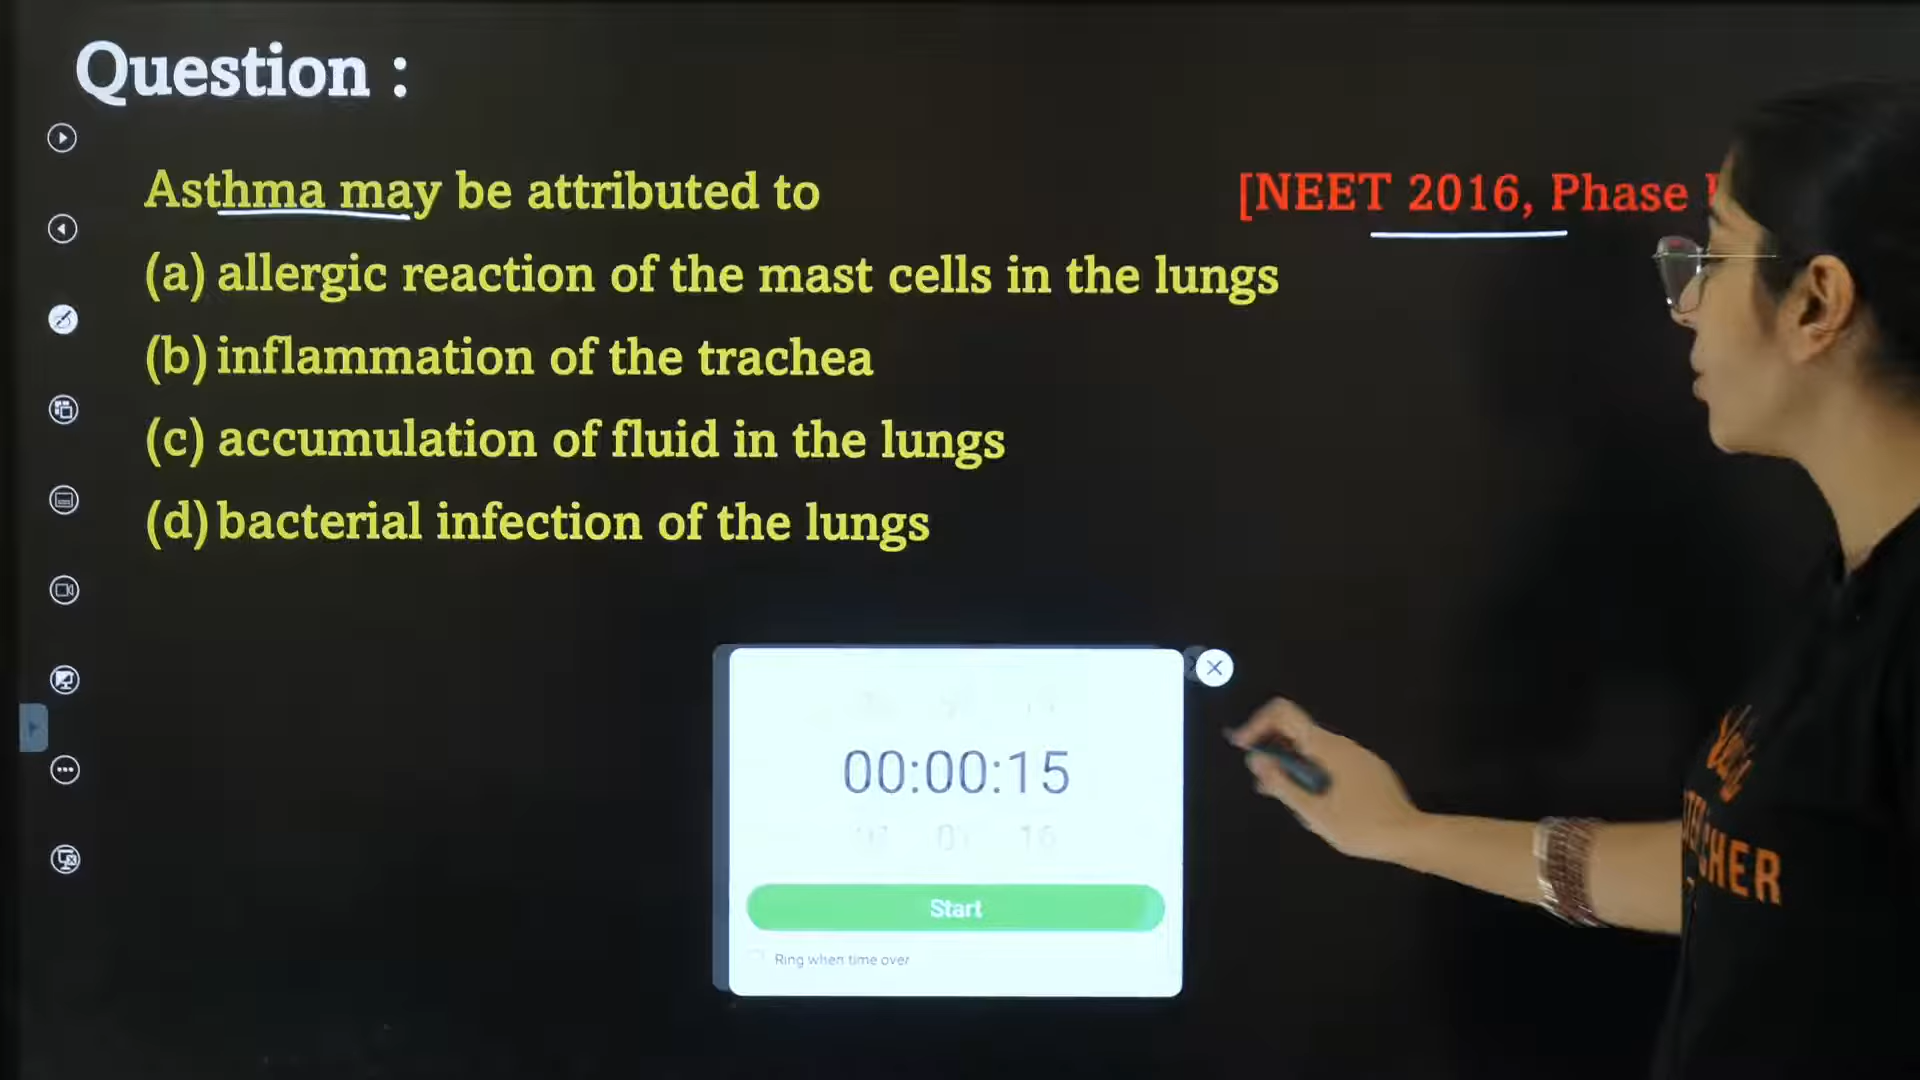 Question :
Asthma may be attributed to [NEET 2016, Phase
(a) allergic reaction of the mast cells in the lungs
(b) inflammation of the trachea
(c) accumulation of fluid in the lungs
(d) bacterial infection of the lungs
00:00:15
Start
Ring when time over